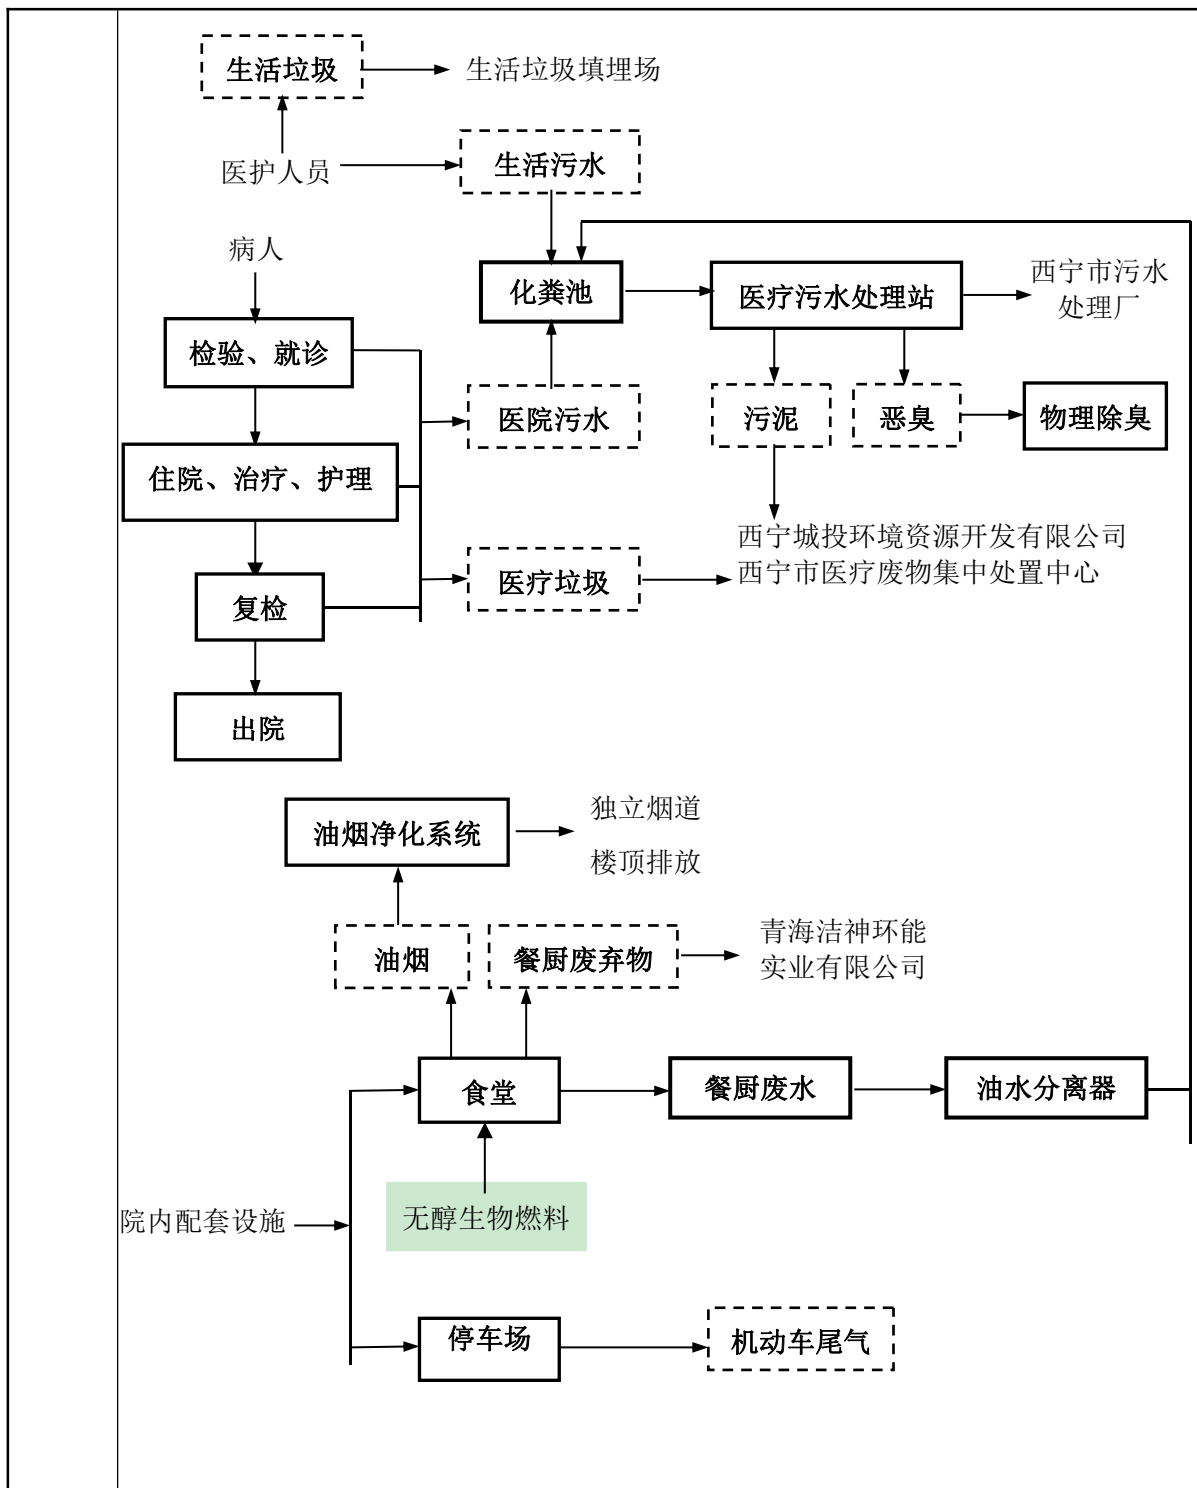 生活垃圾
生活垃圾填埋场
医护人员
生活污水
病人
化粪池
医疗污水处理站
西宁市污水
处理厂
检验、就诊
医院污水
污泥
恶臭
物理除臭
住院、治疗、护理
西宁城投环境资源开发有限公司
西宁市医疗废物集中处置中心
医疗垃圾
复检
出院
油烟净化系统
独立烟道
楼顶排放
油烟
餐厨废弃物
青海洁神环能
实业有限公司
食堂
餐厨废水
油水分离器
院内配套设施
无醇生物燃料
停车场
机动车尾气